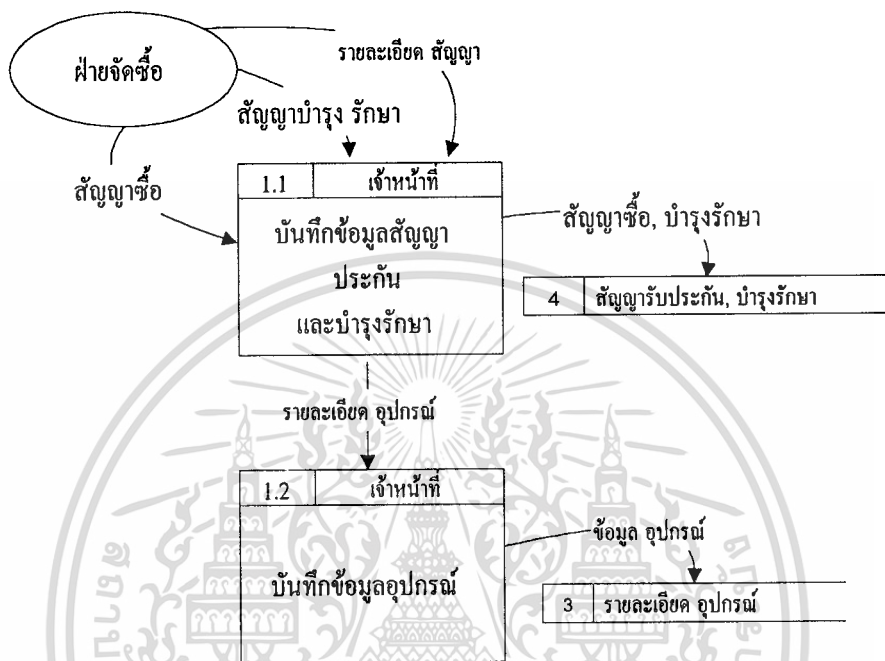 รายละเอียด สัญญา
ฝ่ายจัดซื้อ
สัญญาบำรุง รักษา
สัญญาซื้อ
1.1 เจ้าหน้าที่
บันทึกข้อมูลสัญญา
ประกัน
และบำรุงรักษา
สัญญาซื้อ, บำรุงรักษา
4 สัญญารับประกัน, บำรุงรักษา
รายละเอียด อุปกรณ์
1.2 เจ้าหน้าที่
บันทึกข้อมูลอุปกรณ์
ข้อมูล อุปกรณ์
3 รายละเอียด อุปกรณ์